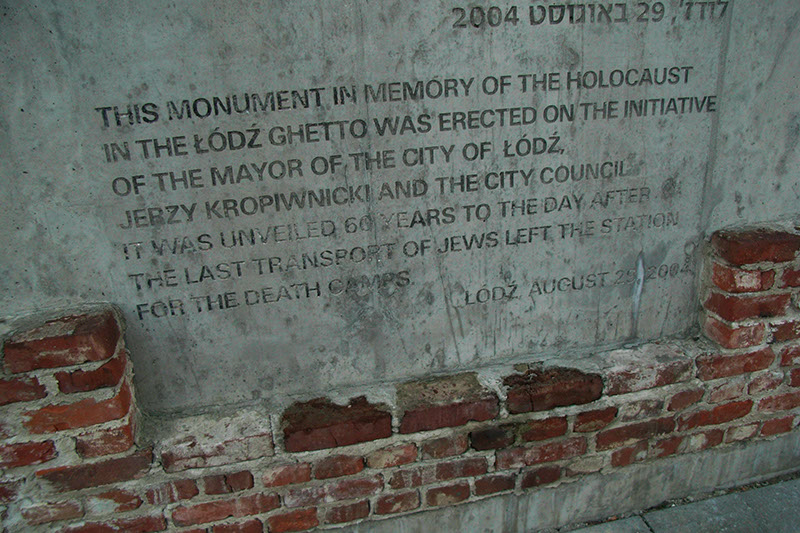 לודז', 29 באוגוסט 2004
THIS MONUMENT IN MEMORY OF THE HOLOCAUST
IN THE ŁÓDŹ GHETTO WAS ERECTED ON THE INITIATIVE
OF THE MAYOR OF THE CITY OF ŁÓDŹ,
JERZY KROPIWNICKI AND THE CITY COUNCIL
IT WAS UNVEILED 60 YEARS TO THE DAY AFTER
THE LAST TRANSPORT OF JEWS LEFT THE STATION
FOR THE DEATH CAMPS
ŁÓDŹ, AUGUST 29, 2004